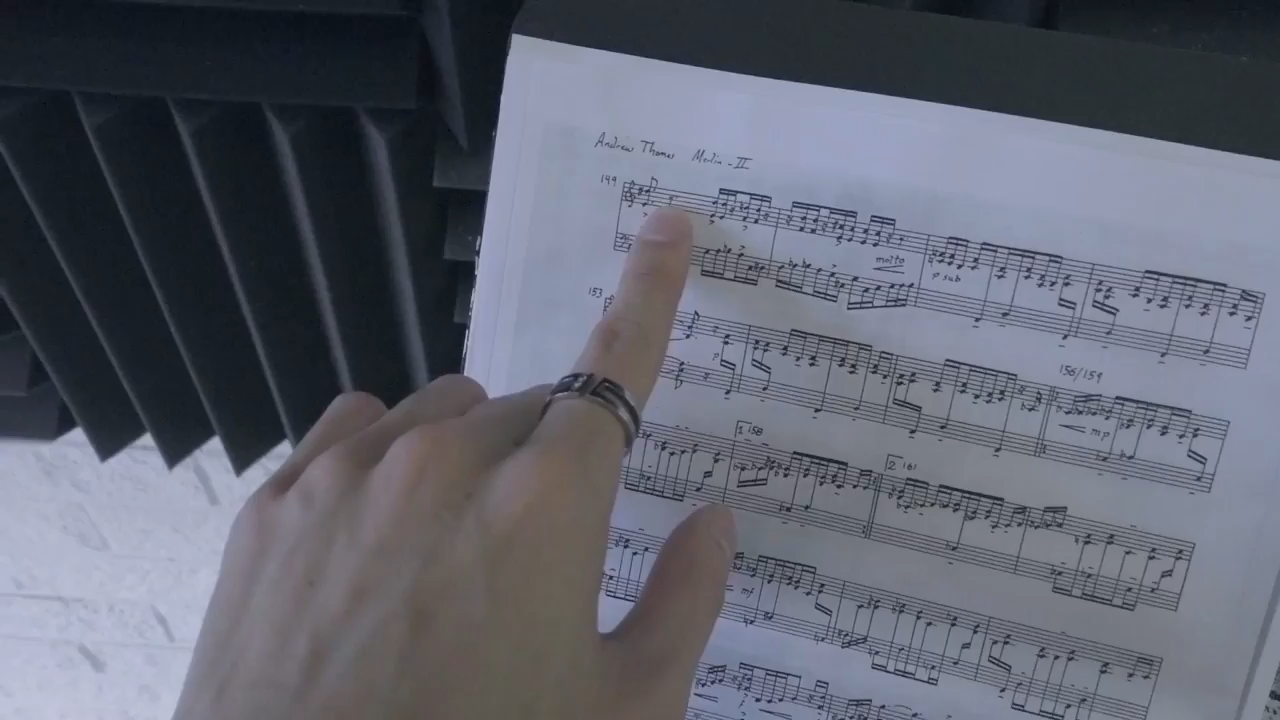 Andrew Thomas Merlin - II
149
molto
p sub
153
p
156/159
mp
1. 158
2 161
mf